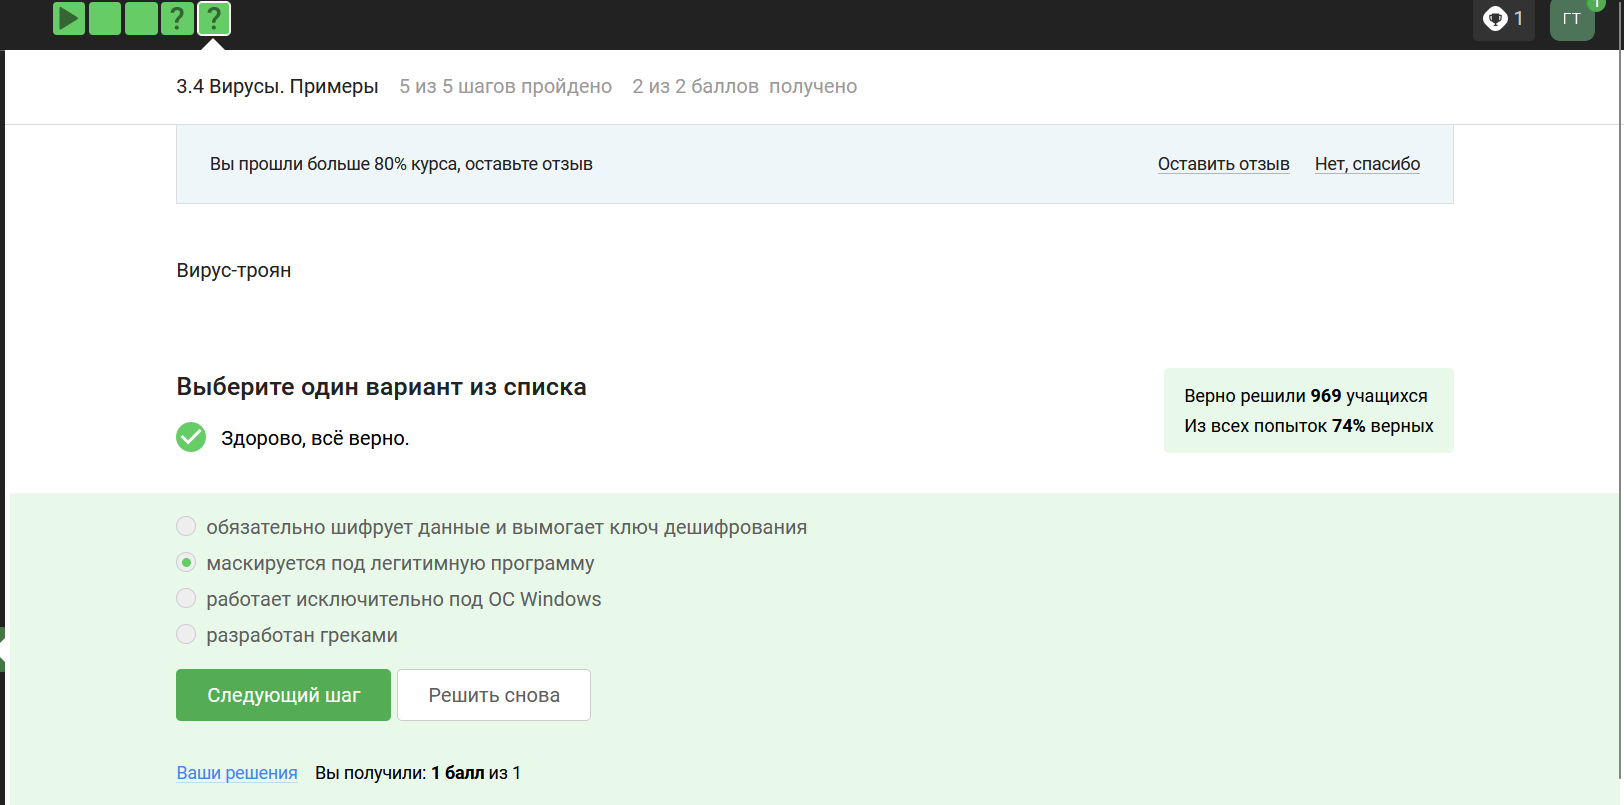 ? ?
1
ГТ
1
3.4 Вирусы. Примеры 5 из 5 шагов пройдено 2 из 2 баллов получено
Вы прошли больше 80% курса, оставьте отзыв Оставить отзыв Нет, спасибо
Вирус-троян
Выберите один вариант из списка
Здорово, всё верно.
Верно решили 969 учащихся
Из всех попыток 74% верных
обязательно шифрует данные и вымогает ключ дешифрования
маскируется под легитимную программу
работает исключительно под ОС Windows
разработан греками
Следующий шаг Решить снова
Ваши решения Вы получили: 1 балл из 1